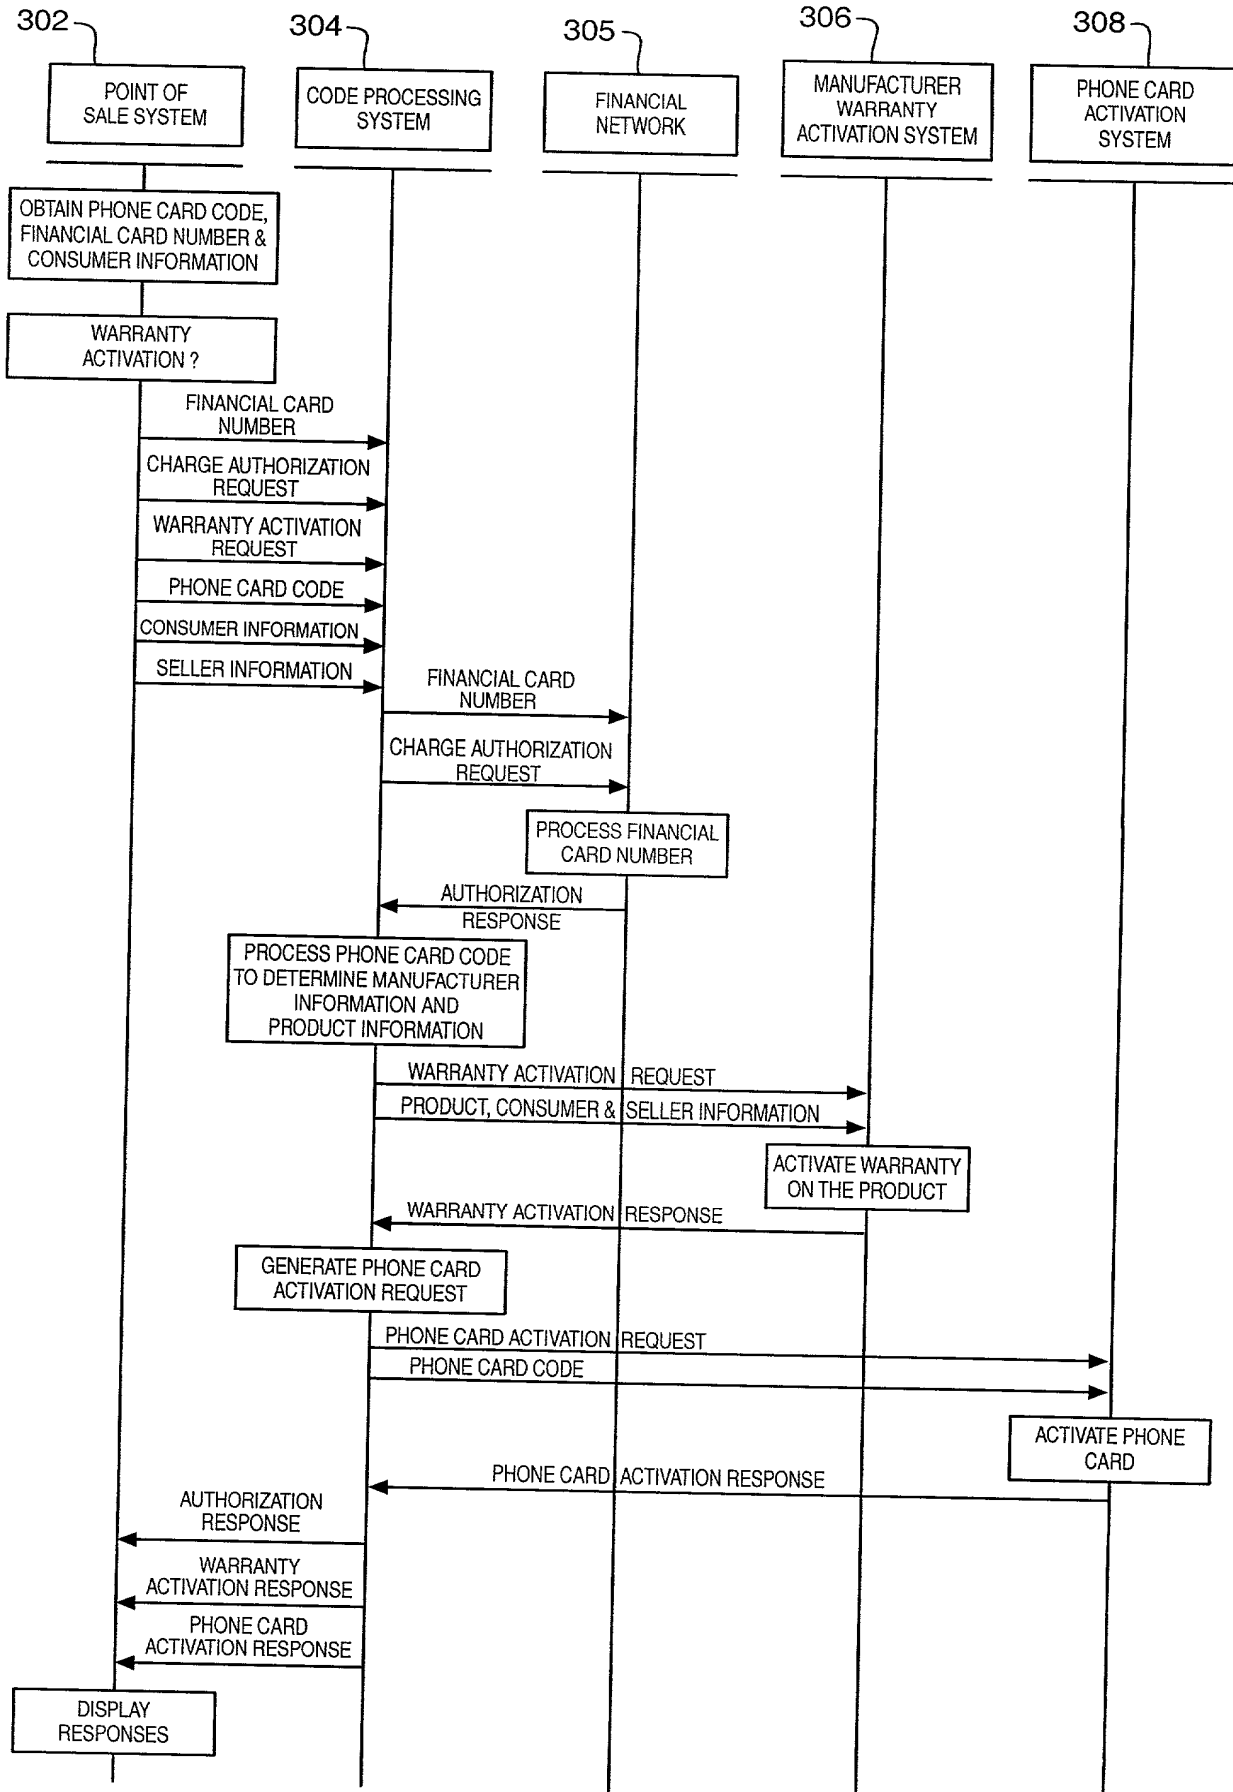 302
304
305
306
308
POINT OF
SALE SYSTEM
CODE PROCESSING
SYSTEM
FINANCIAL
NETWORK
MANUFACTURER
WARRANTY
ACTIVATION SYSTEM
PHONE CARD
ACTIVATION
SYSTEM
OBTAIN PHONE CARD CODE,
FINANCIAL CARD NUMBER &
CONSUMER INFORMATION
WARRANTY
ACTIVATION ?
FINANCIAL CARD
NUMBER
CHARGE AUTHORIZATION
REQUEST
WARRANTY ACTIVATION
REQUEST
PHONE CARD CODE
CONSUMER INFORMATION
SELLER INFORMATION
FINANCIAL CARD
NUMBER
CHARGE AUTHORIZATION
REQUEST
PROCESS FINANCIAL
CARD NUMBER
AUTHORIZATION
RESPONSE
PROCESS PHONE CARD CODE
TO DETERMINE MANUFACTURER
INFORMATION AND
PRODUCT INFORMATION
WARRANTY ACTIVATION REQUEST
PRODUCT, CONSUMER & SELLER INFORMATION
ACTIVATE WARRANTY
ON THE PRODUCT
WARRANTY ACTIVATION RESPONSE
GENERATE PHONE CARD
ACTIVATION REQUEST
PHONE CARD ACTIVATION REQUEST
PHONE CARD CODE
ACTIVATE PHONE
CARD
PHONE CARD ACTIVATION RESPONSE
AUTHORIZATION
RESPONSE
WARRANTY
ACTIVATION RESPONSE
PHONE CARD
ACTIVATION RESPONSE
DISPLAY
RESPONSES